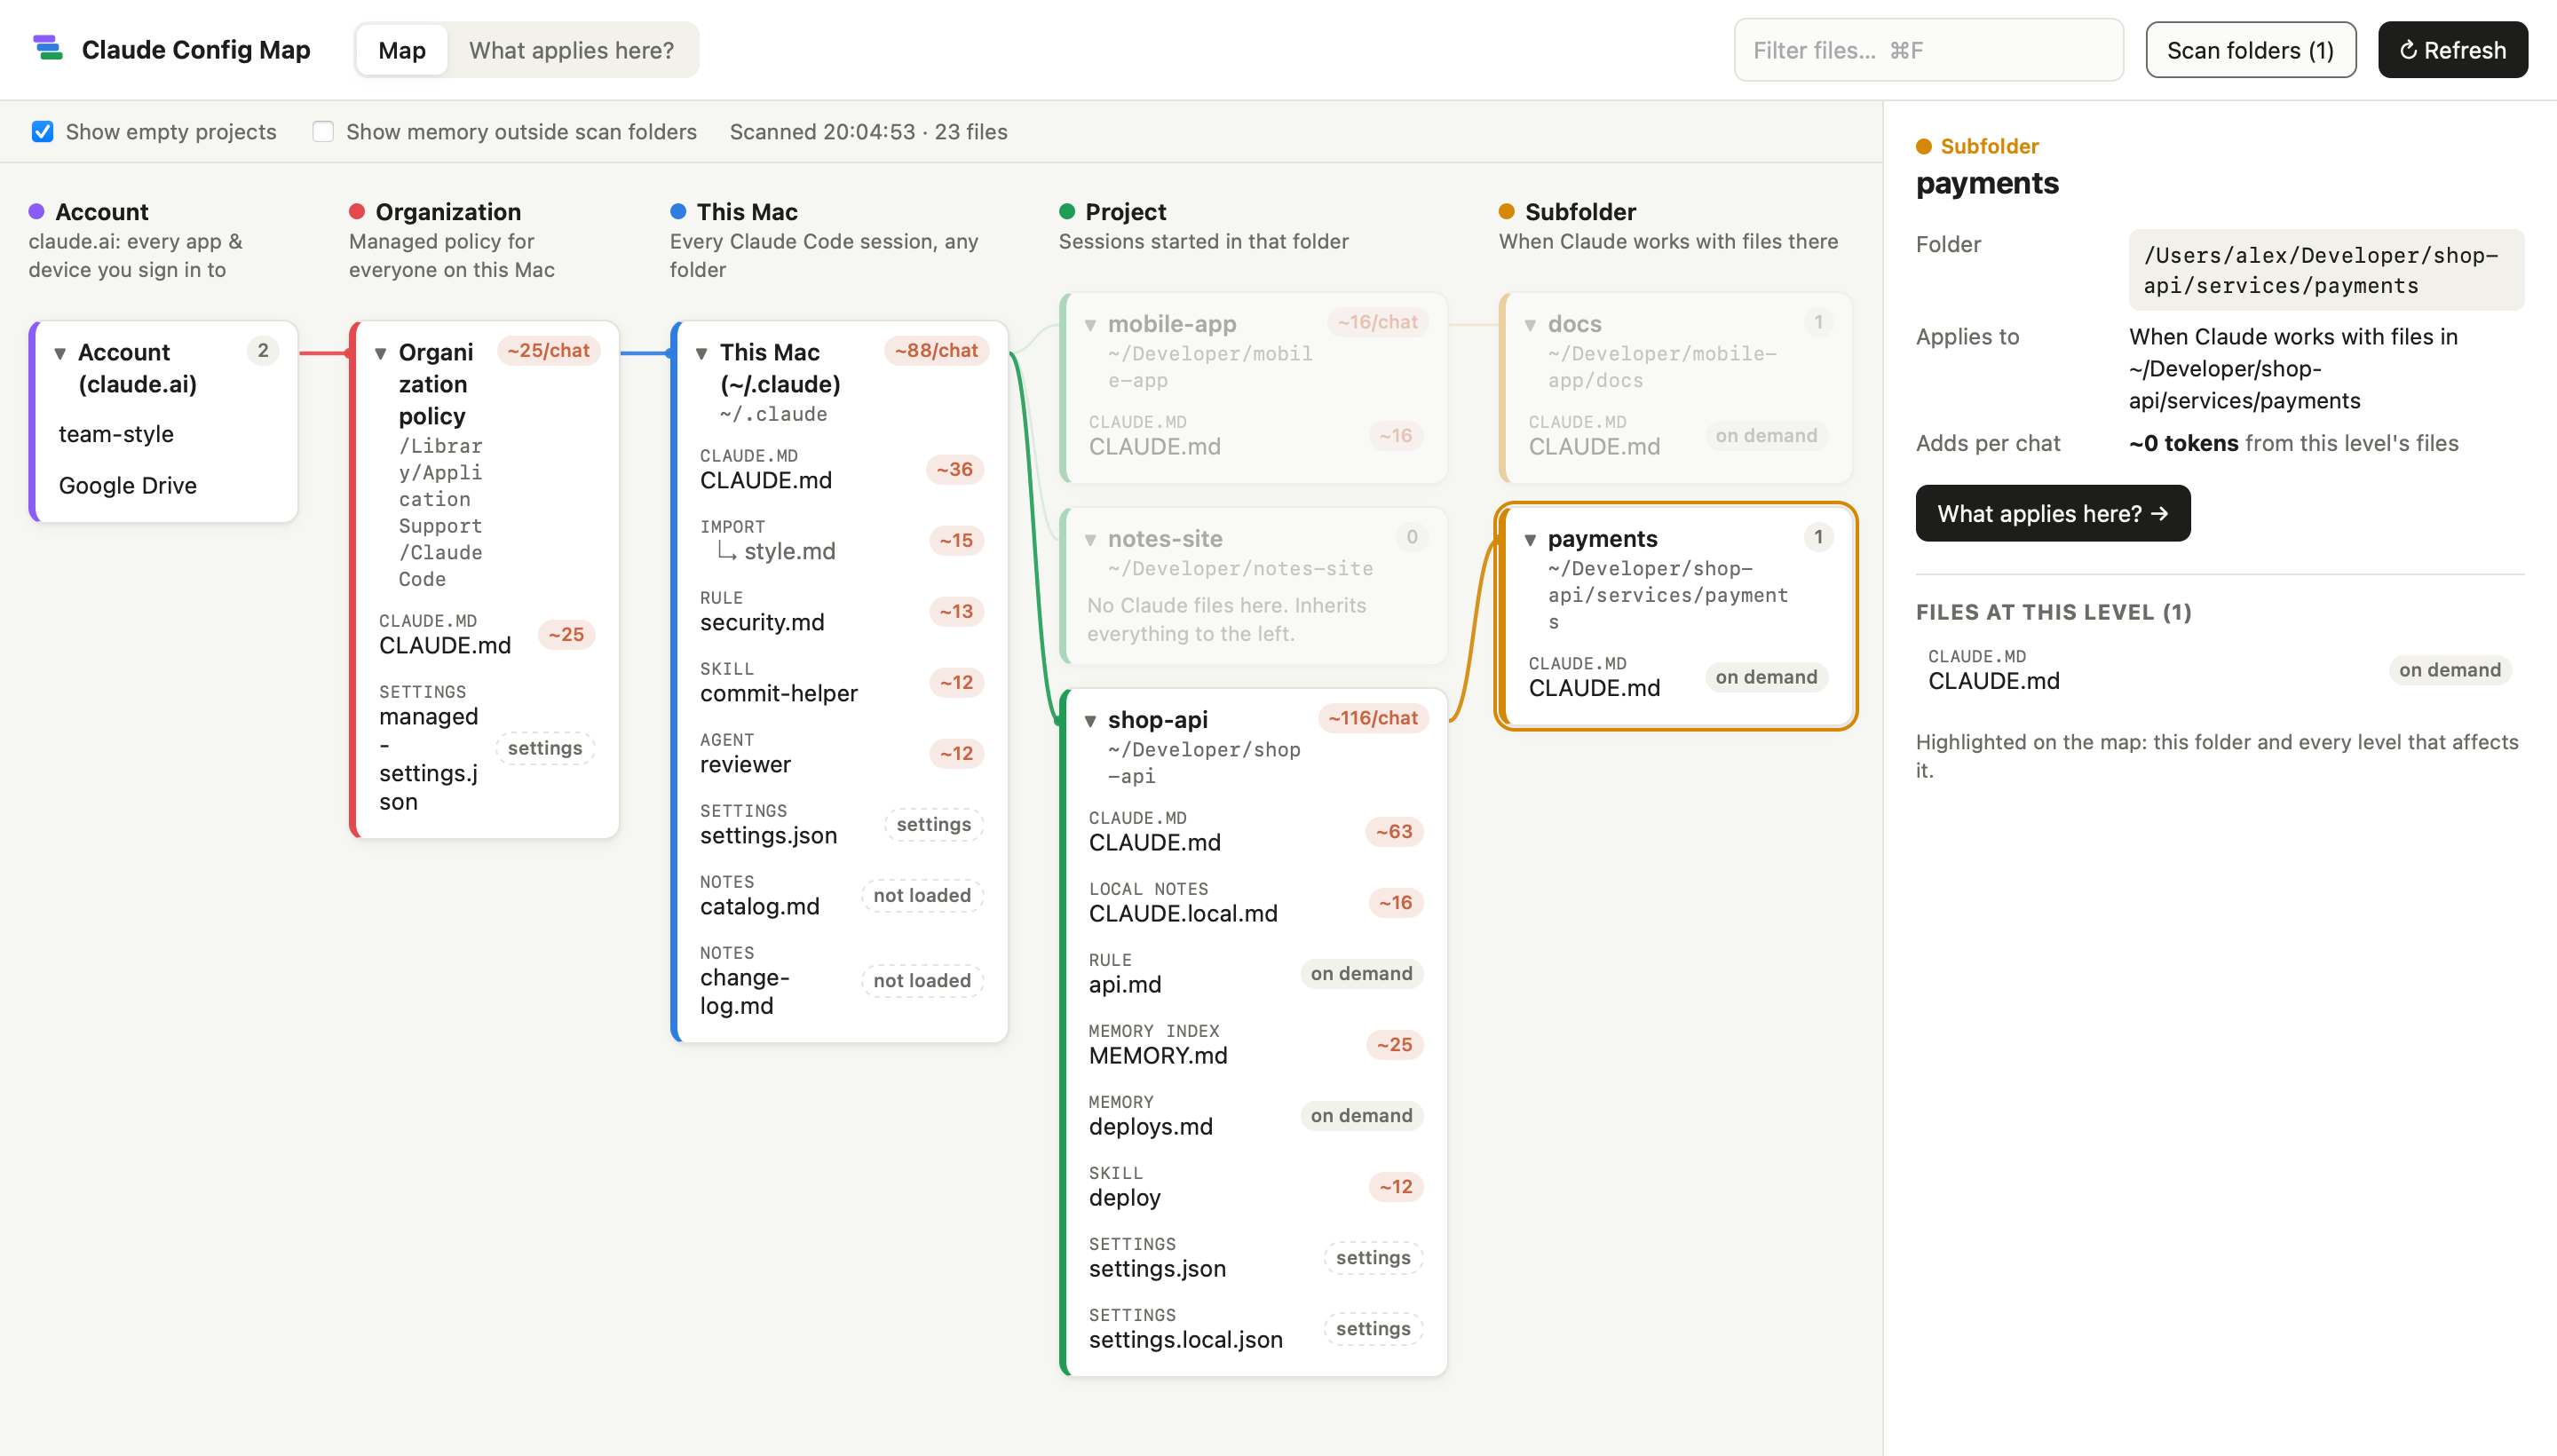 Claude Config Map
Map
What applies here?
Filter files... ⌘F
Scan folders (1)
↻ Refresh
Show empty projects
Show memory outside scan folders
Scanned 20:04:53 · 23 files
Account
claude.ai: every app &
device you sign in to
Organization
Managed policy for
everyone on this Mac
This Mac
Every Claude Code session, any
folder
Project
Sessions started in that folder
Subfolder
When Claude works with files there
▼ Account 2
(claude.ai)
team-style
Google Drive
▼ Organi ~25/chat
zation
policy
/Librar
y/Appli
cation
Support
/Claude
Code
CLAUDE.MD
CLAUDE.md ~25
SETTINGS
managed
-
settings.j
son
settings
▼ This Mac ~88/chat
(~/.claude)
~/.claude
CLAUDE.MD
CLAUDE.md ~36
IMPORT
style.md ~15
RULE
security.md ~13
SKILL
commit-helper ~12
AGENT
reviewer ~12
SETTINGS
settings.json settings
NOTES
catalog.md not loaded
NOTES
change-
log.md
not loaded
▼ mobile-app ~16/chat
~/Developer/mobil
e-app
CLAUDE.MD
CLAUDE.md ~16
▼ notes-site 0
~/Developer/notes-site
No Claude files here. Inherits
everything to the left.
▼ shop-api ~116/chat
~/Developer/shop
-api
CLAUDE.MD
CLAUDE.md ~63
LOCAL NOTES
CLAUDE.local.md ~16
RULE
api.md on demand
MEMORY INDEX
MEMORY.md ~25
MEMORY
deploys.md on demand
SKILL
deploy ~12
SETTINGS
settings.json settings
SETTINGS
settings.local.json settings
▼ docs 1
~/Developer/mobile-
app/docs
CLAUDE.MD
CLAUDE.md on demand
▼ payments 1
~/Developer/shop-
api/services/payment
s
CLAUDE.MD
CLAUDE.md on demand
Subfolder
payments
Folder
/Users/alex/Developer/shop-
api/services/payments
Applies to
When Claude works with files in
~/Developer/shop-
api/services/payments
Adds per chat
~0 tokens from this level's files
What applies here? →
FILES AT THIS LEVEL (1)
CLAUDE.MD
CLAUDE.md on demand
Highlighted on the map: this folder and every level that affects
it.